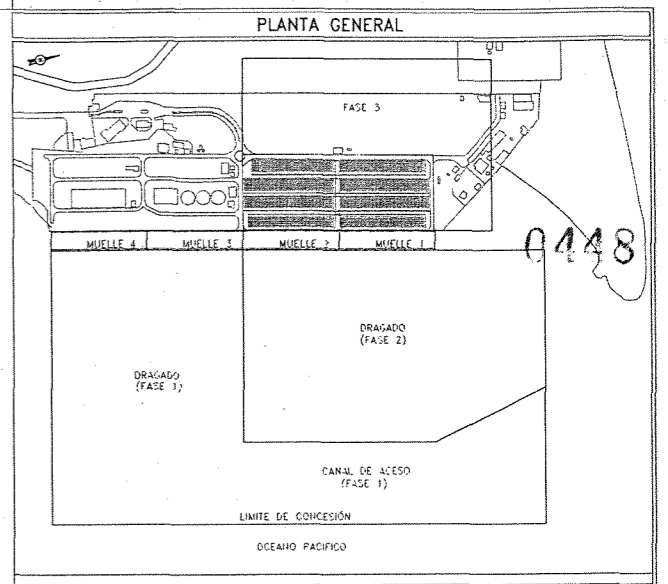 PLANTA GENERAL
FASE 3
MUELLE 4
MUELLE 3
MUELLE 2
MUELLE 1
0448
DRAGADO
(FASE 2)
DRAGADO
(FASE 1)
CANAL DE ACESO
(FASE 1)
LIMITE DE CONCESIÓN
OCEANO PACIFICO